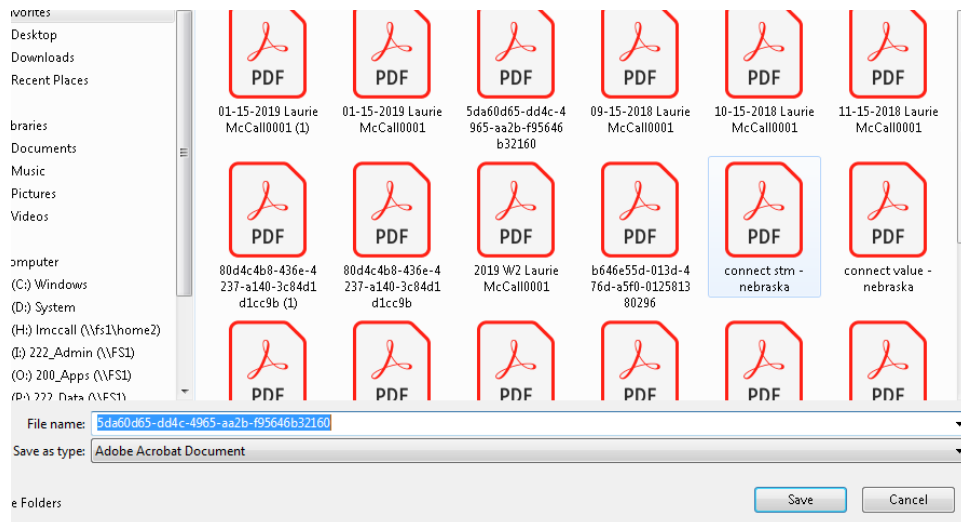 vorites
Desktop
Downloads
Recent Places
braries
Documents
Music
Pictures
Videos
omputer
(C:) Windows
(D:) System
(H:) lmccall (\\fs1\home2)
(I:) 222_Admin (\\FS1)
(O:) 200_Apps (\\FS1)
(P:) 222_Data (\\FS1)
PDF PDF PDF PDF PDF PDF
01-15-2019 Laurie 01-15-2019 Laurie 5da60d65-dd4c-4 09-15-2018 Laurie 10-15-2018 Laurie 11-15-2018 Laurie
McCall0001 (1) McCall0001 965-aa2b-f95646 McCall0001 McCall0001 McCall0001
b32160
PDF PDF PDF PDF PDF PDF
80d4c4b8-436e-4 80d4c4b8-436e-4 2019 W2 Laurie b646e55d-013d-4 connect stm - connect value -
237-a140-3c84d1 237-a140-3c84d1 McCall0001 76d-a5f0-0125813 nebraska nebraska
d1cc9b (1) d1cc9b 80296
PDF PDF PDF PDF PDF PDF
File name: 5da60d65-dd4c-4965-aa2b-f95646b32160
Save as type: Adobe Acrobat Document
e Folders Save Cancel